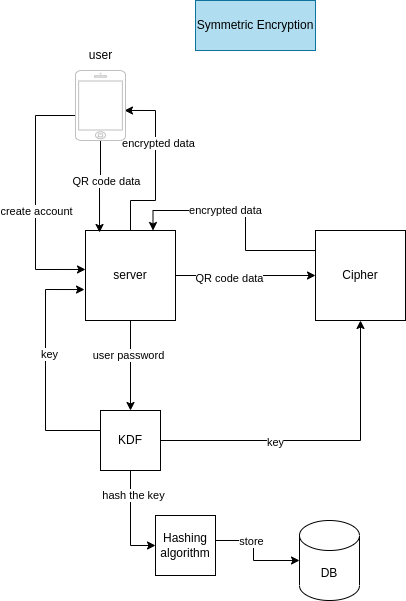 Symmetric Encryption
user
encrypted data
QR code data
create account
encrypted data
server
QR code data
Cipher
key
user password
KDF
key
hash the key
Hashing
algorithm
store
DB